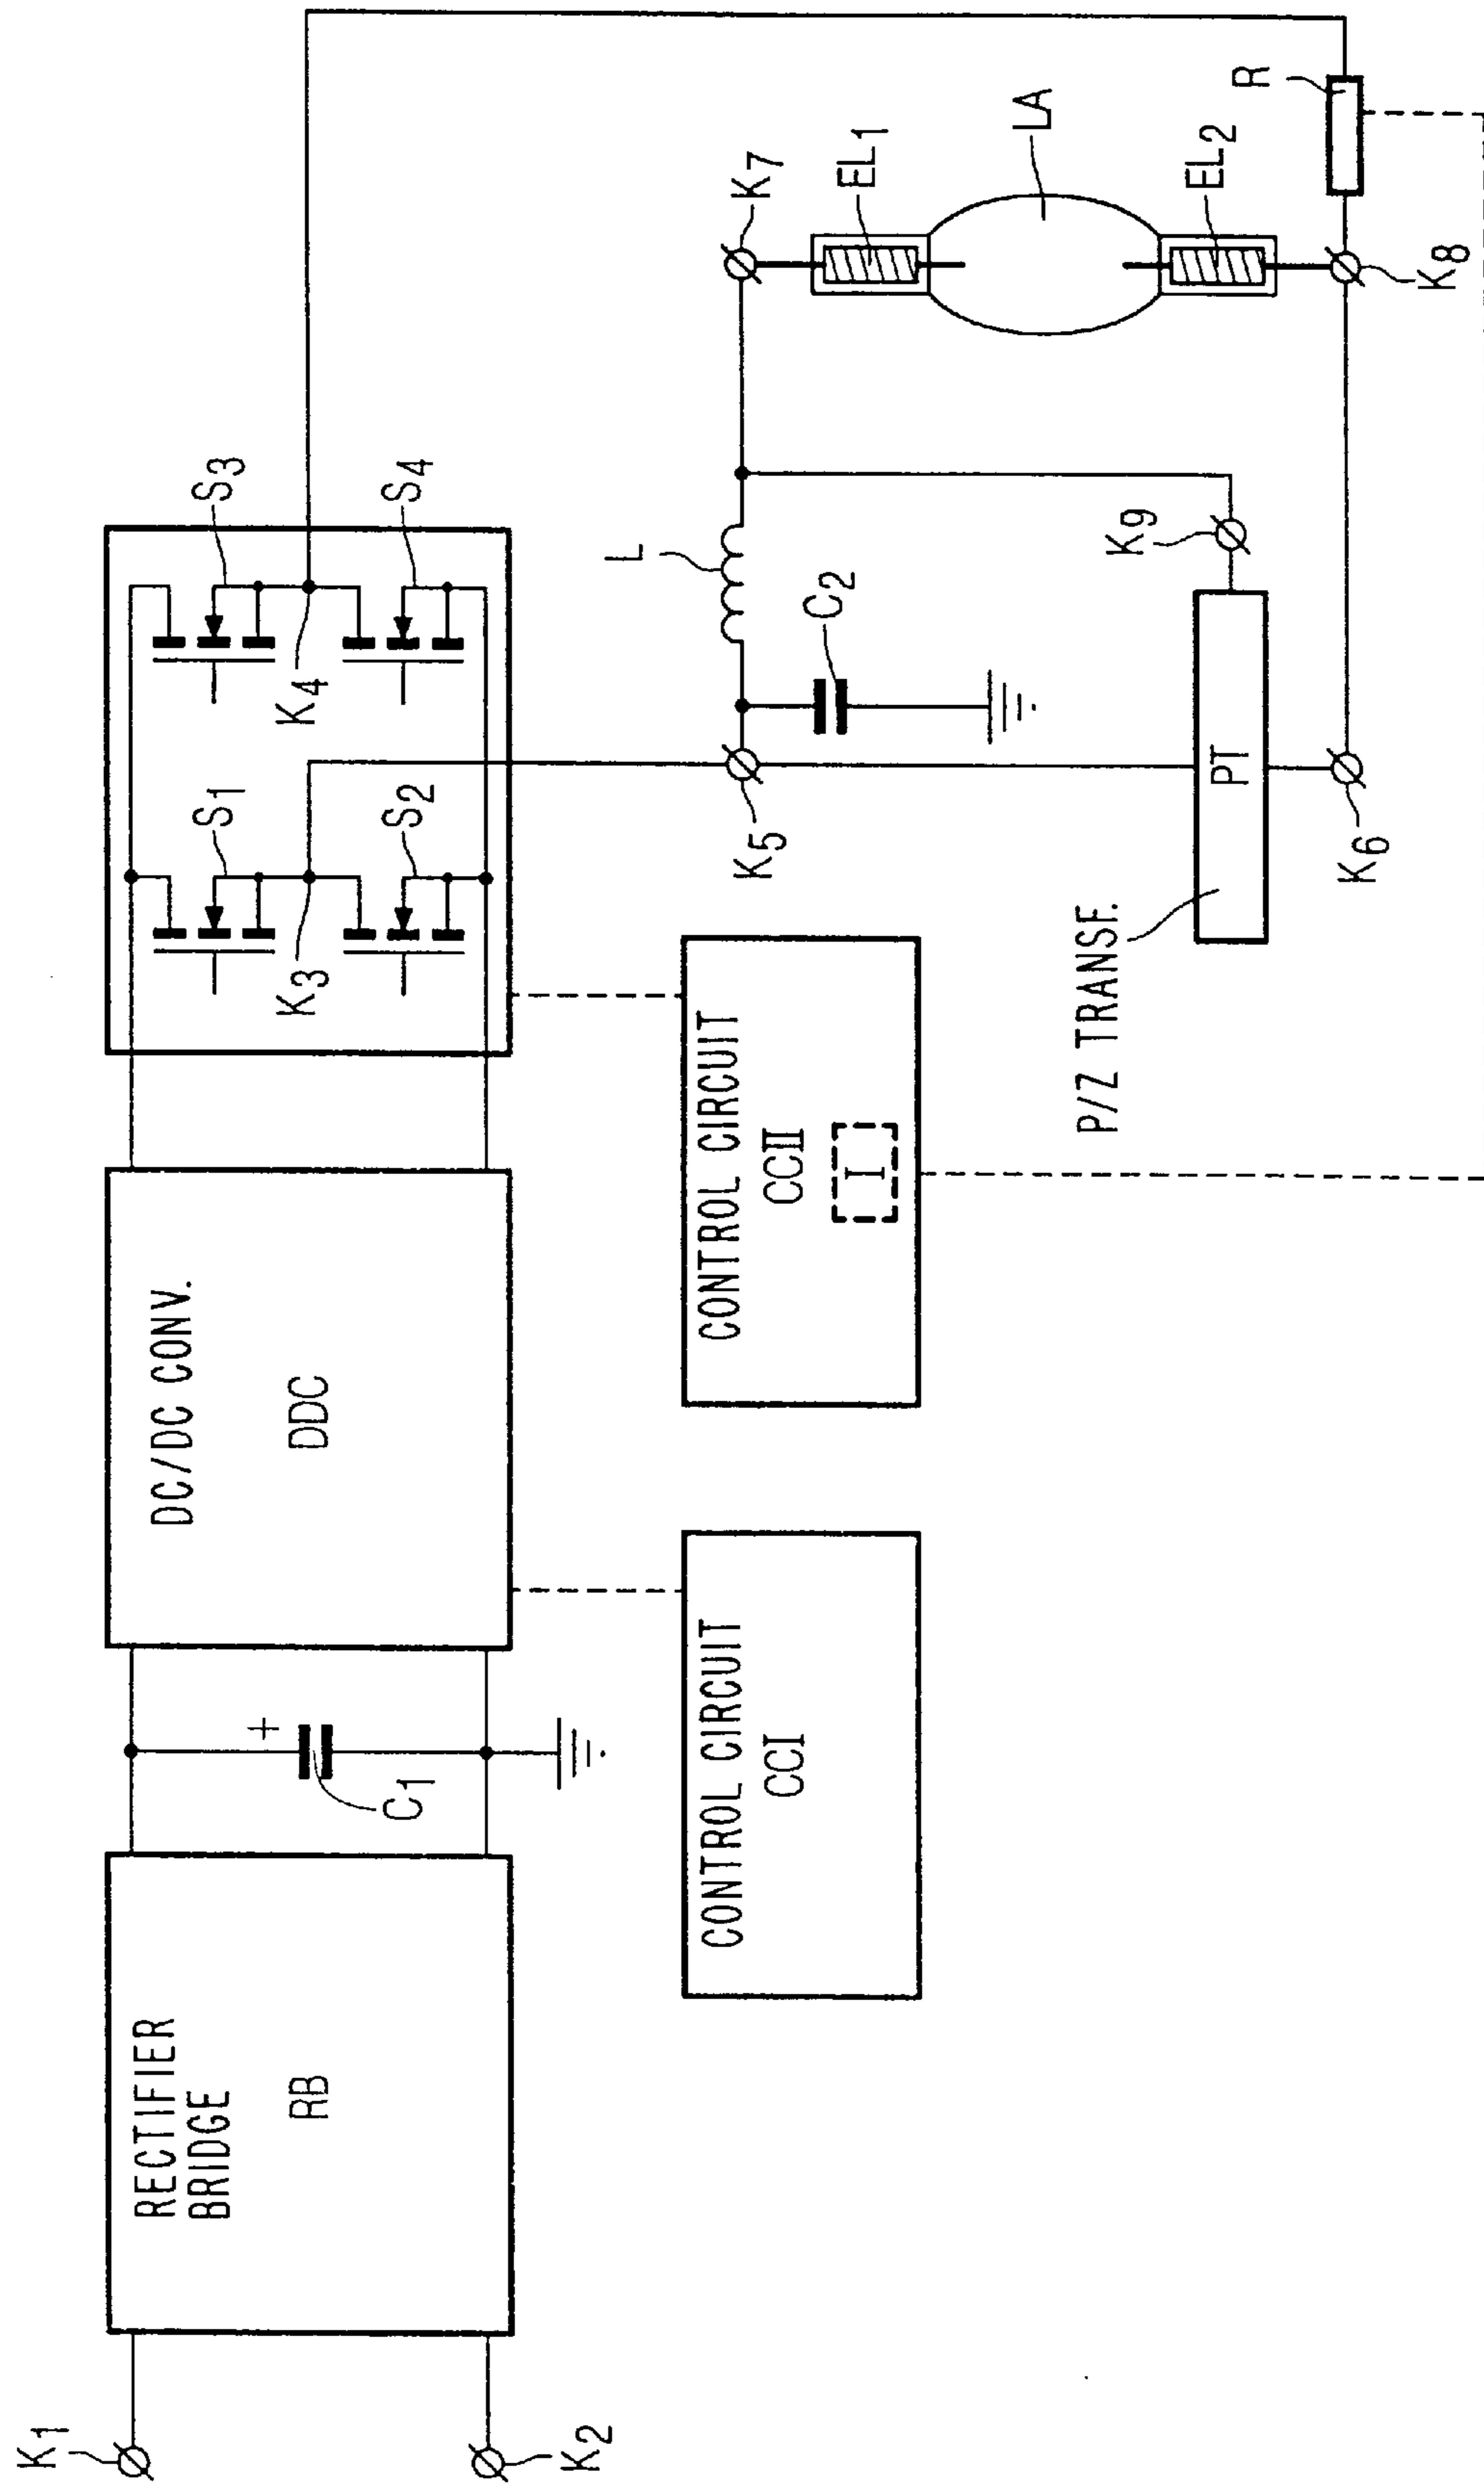 K1
K2
RECTIFIER
BRIDGE
RB
+
C1
DC/DC CONV.
DDC
S1
S2
S3
S4
K3
K4
CONTROL CIRCUIT
CCI
CONTROL CIRCUIT
CCII
I
K5
L
C2
K7
EL1
LA
EL2
R
K8
K9
P/Z TRANSF.
PT
K6